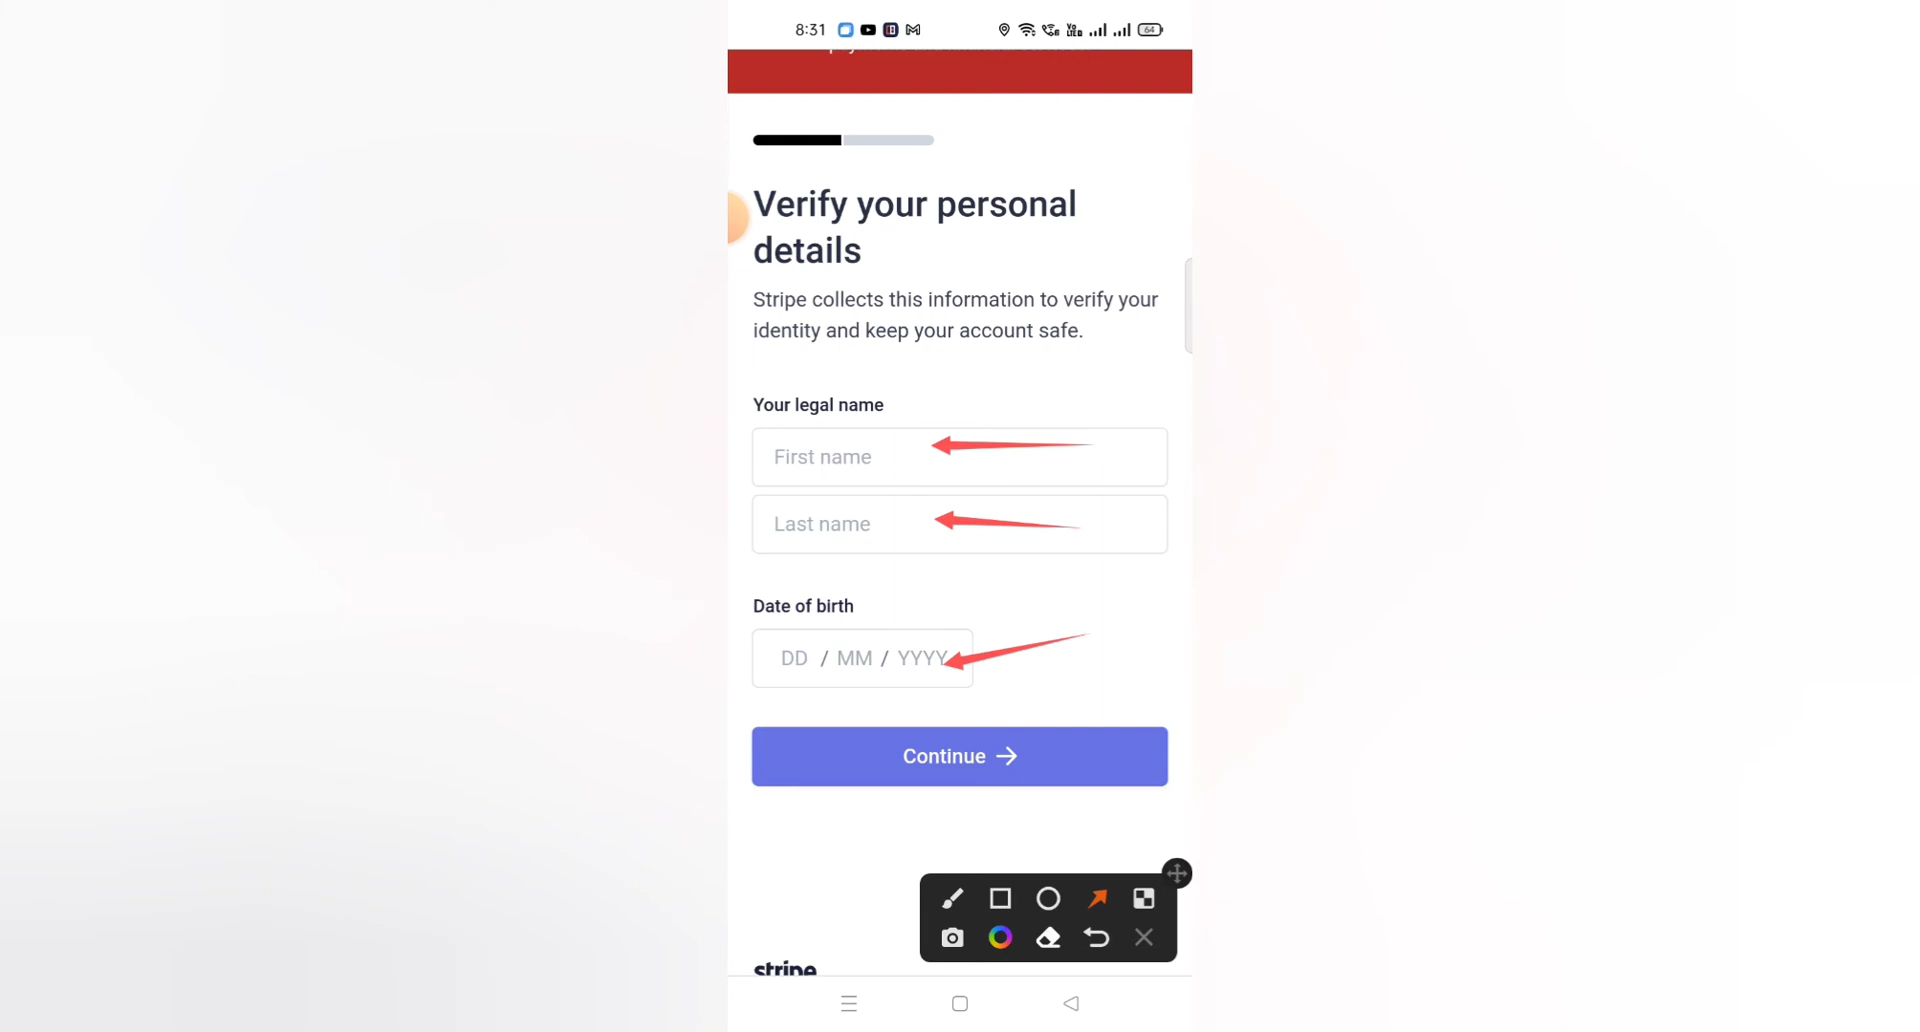 8:31
64
Verify your personal
details
Stripe collects this information to verify your
identity and keep your account safe.
Your legal name
First name
Last name
Date of birth
DD / MM / YYYY
Continue →
stripe